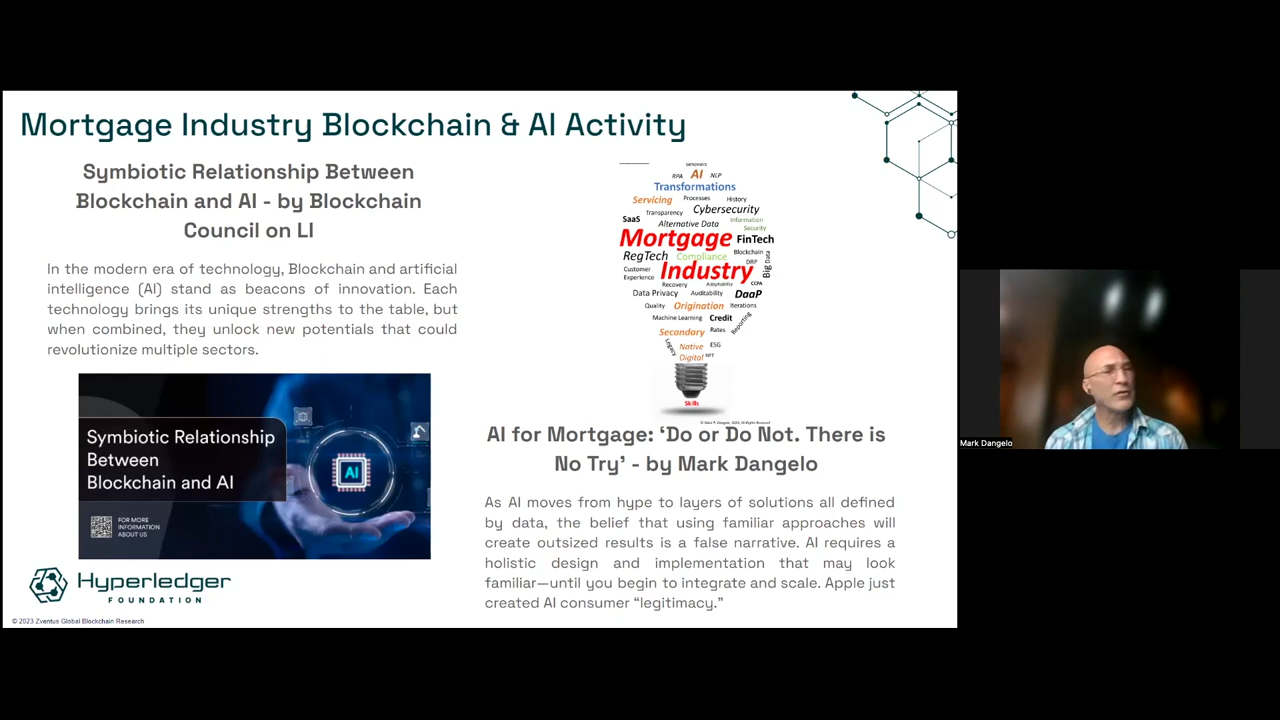 Mortgage Industry Blockchain & AI Activity
Symbiotic Relationship Between
Blockchain and AI - by Blockchain
Council on LI
In the modern era of technology, Blockchain and artificial
intelligence (AI) stand as beacons of innovation. Each
technology brings its unique strengths to the table, but
when combined, they unlock new potentials that could
revolutionize multiple sectors.
Symbiotic Relationship
Between
Blockchain and AI
AI
FOR MORE
INFORMATION
ABOUT US
Hyperledger
FOUNDATION
© 2023 Zventus Global Blockchain Research
RPA AI NLP
Transformations
Servicing Processes History
Transparency Cybersecurity
SaaS Alternative Data Information Security
Mortgage FinTech
RegTech Compliance Blockchain
DRP
Customer Experience Industry Big Data
Recovery Adaptability CCPA
Data Privacy Auditability DaaP
Quality Origination Iterations
Machine Learning Credit Reporting
Secondary Rates
Legacy Native ESG
Digital NFT
Skills
AI for Mortgage: ‘Do or Do Not. There is
No Try’ - by Mark Dangelo
As AI moves from hype to layers of solutions all defined
by data, the belief that using familiar approaches will
create outsized results is a false narrative. AI requires a
holistic design and implementation that may look
familiar—until you begin to integrate and scale. Apple just
created AI consumer “legitimacy.”
Mark Dangelo